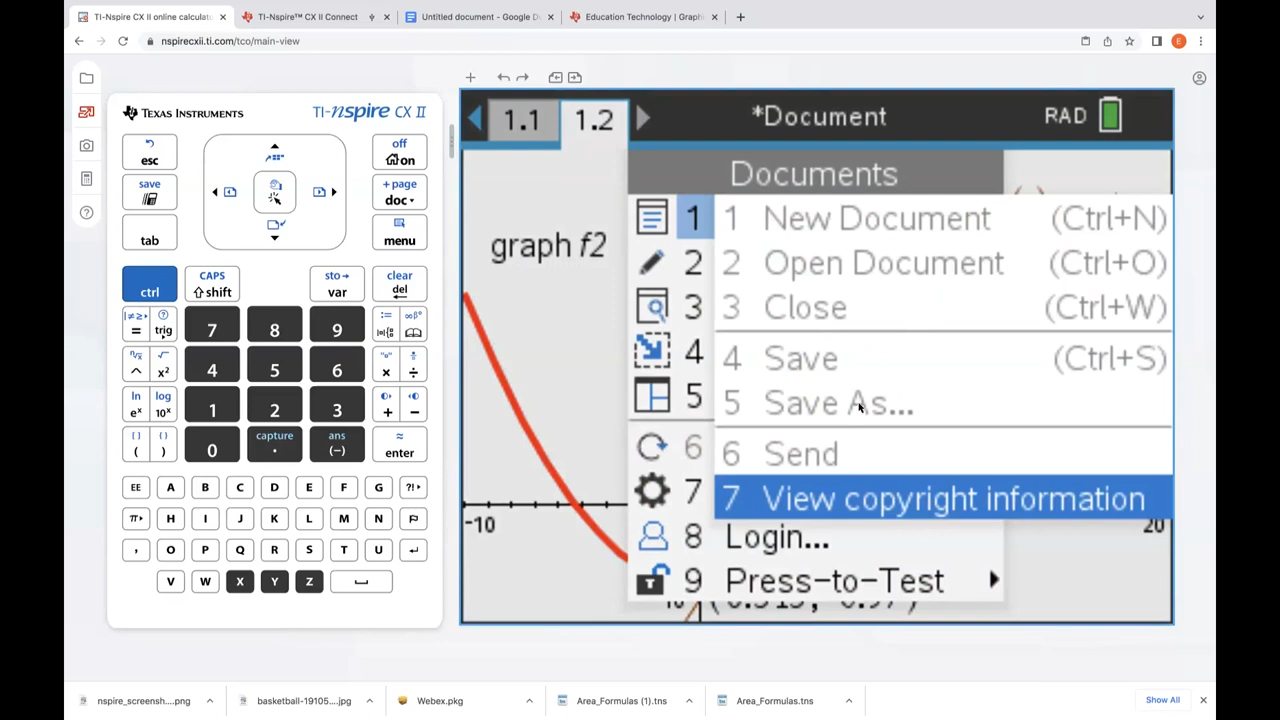 TI-Nspire CX II online calculato
TI-Nspire™ CX II Connect
Untitled document - Google Do
Education Technology | Graphi
nspirecxii.ti.com/tco/main-view
E
TEXAS INSTRUMENTS
TI-nspire CX II
esc
off
on
save
+ page
doc
tab
menu
ctrl
CAPS
shift
sto→
var
clear
del
|≠≥▸
=
?
trig
7
8
9
:=
∞β°
^
√
x²
4
5
6
"∘"
×
÷
ln
eˣ
log
10ˣ
1
2
3
+
−
[ ]
(
{ }
)
0
capture
.
ans
(−)
≈
enter
EE
A
B
C
D
E
F
G
?!▸
π▸
H
I
J
K
L
M
N
,
O
P
Q
R
S
T
U
V
W
X
Y
Z
1.1
1.2
*Document
RAD
graph f2
-10
20
Documents
1
2
3
4
5
6
7
8 Login...
9 Press-to-Test
1 New Document (Ctrl+N)
2 Open Document (Ctrl+O)
3 Close (Ctrl+W)
4 Save (Ctrl+S)
5 Save As...
6 Send
7 View copyright information
nspire_screensh....png
basketball-19105....jpg
Webex.pkg
Area_Formulas (1).tns
Area_Formulas.tns
Show All